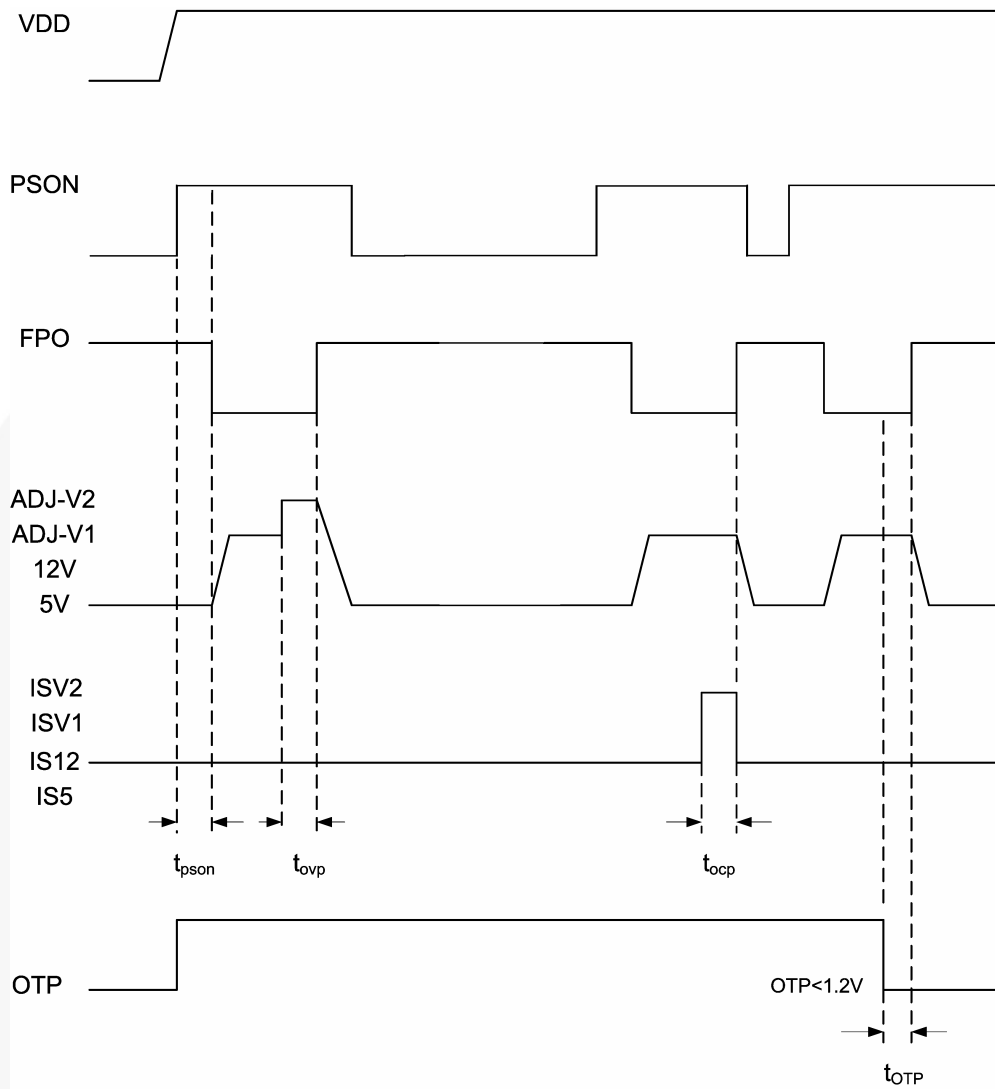 VDD
PSON
FPO
ADJ-V2
ADJ-V1
12V
5V
ISV2
ISV1
IS12
IS5
tpson
tovp
tocp
OTP
OTP<1.2V
tOTP